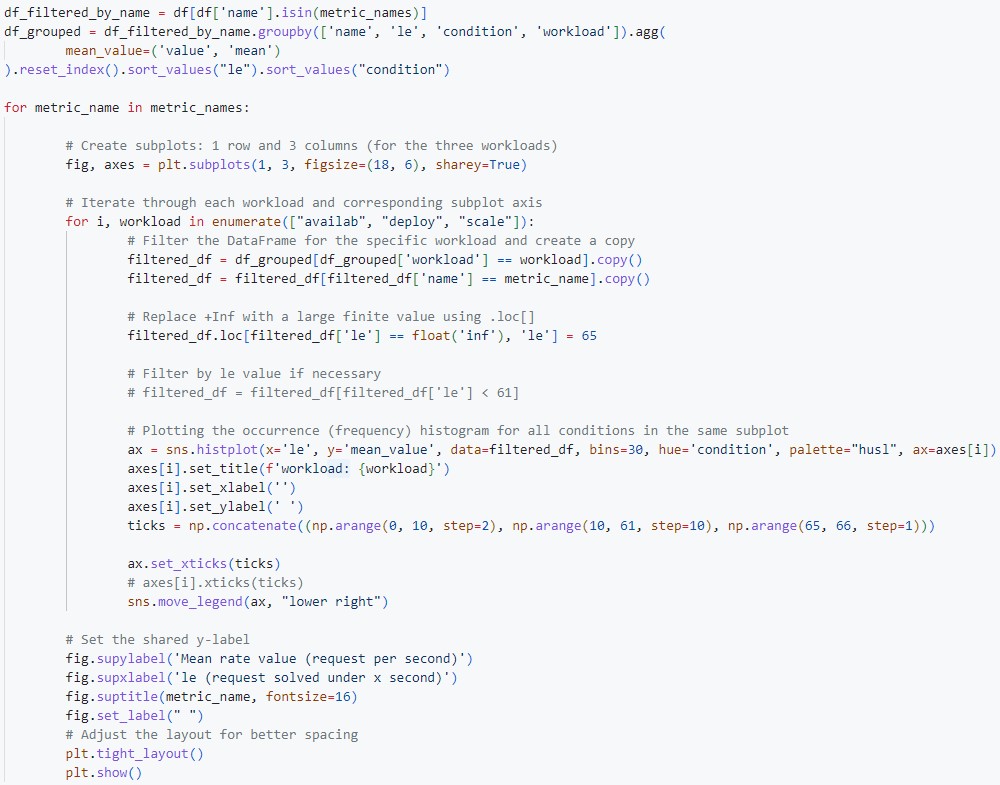 df_filtered_by_name = df[df['name'].isin(metric_names)]
df_grouped = df_filtered_by_name.groupby(['name', 'le', 'condition', 'workload']).agg(
        mean_value=('value', 'mean')
).reset_index().sort_values("le").sort_values("condition")

for metric_name in metric_names:

        # Create subplots: 1 row and 3 columns (for the three workloads)
        fig, axes = plt.subplots(1, 3, figsize=(18, 6), sharey=True)

        # Iterate through each workload and corresponding subplot axis
        for i, workload in enumerate(["availab", "deploy", "scale"]):
                # Filter the DataFrame for the specific workload and create a copy
                filtered_df = df_grouped[df_grouped['workload'] == workload].copy()
                filtered_df = filtered_df[filtered_df['name'] == metric_name].copy()

                # Replace +Inf with a large finite value using .loc[]
                filtered_df.loc[filtered_df['le'] == float('inf'), 'le'] = 65

                # Filter by le value if necessary
                # filtered_df = filtered_df[filtered_df['le'] < 61]

                # Plotting the occurrence (frequency) histogram for all conditions in the same subplot
                ax = sns.histplot(x='le', y='mean_value', data=filtered_df, bins=30, hue='condition', palette="husl", ax=axes[i])
                axes[i].set_title(f'workload: {workload}')
                axes[i].set_xlabel('')
                axes[i].set_ylabel(' ')
                ticks = np.concatenate((np.arange(0, 10, step=2), np.arange(10, 61, step=10), np.arange(65, 66, step=1)))

                ax.set_xticks(ticks)
                # axes[i].xticks(ticks)
                sns.move_legend(ax, "lower right")

        # Set the shared y-label
        fig.supylabel('Mean rate value (request per second)')
        fig.supxlabel('le (request solved under x second)')
        fig.suptitle(metric_name, fontsize=16)
        fig.set_label(" ")
        # Adjust the layout for better spacing
        plt.tight_layout()
        plt.show()